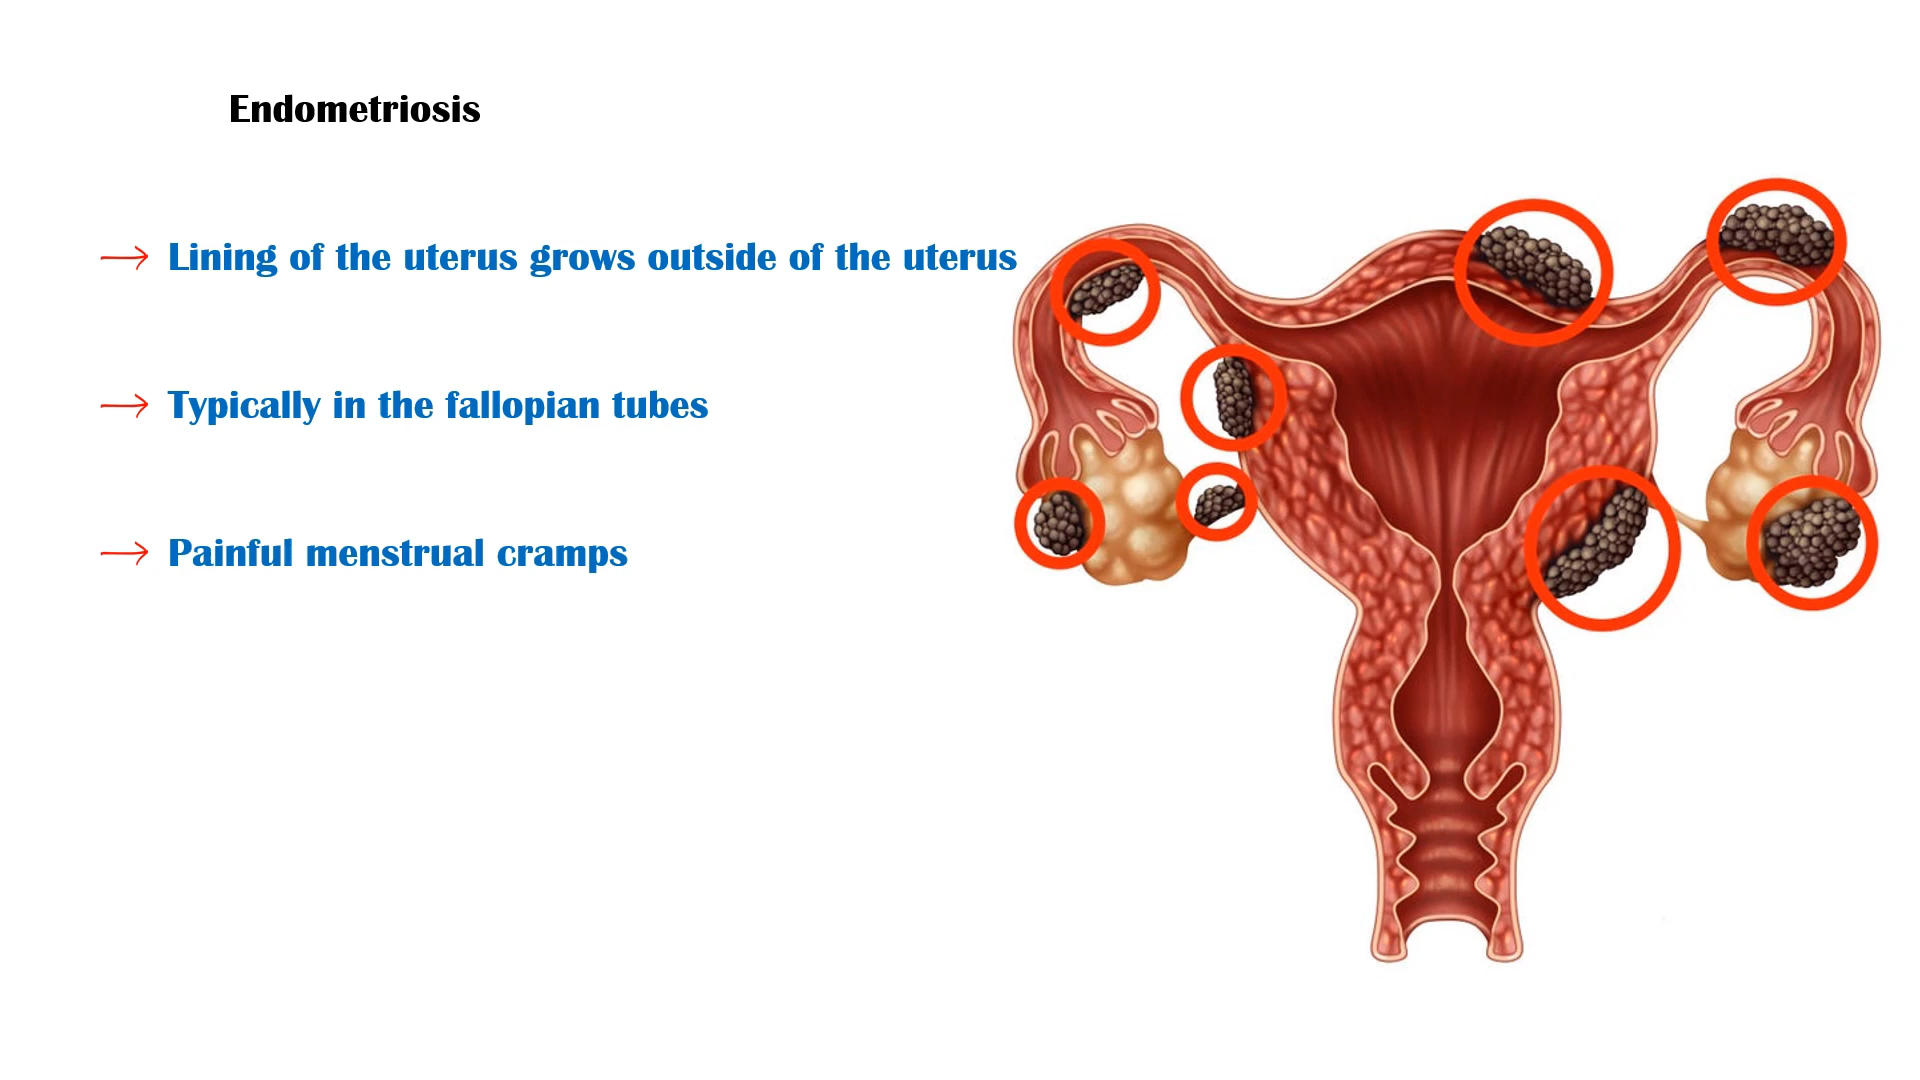 Endometriosis
→ Lining of the uterus grows outside of the uterus
→ Typically in the fallopian tubes
→ Painful menstrual cramps